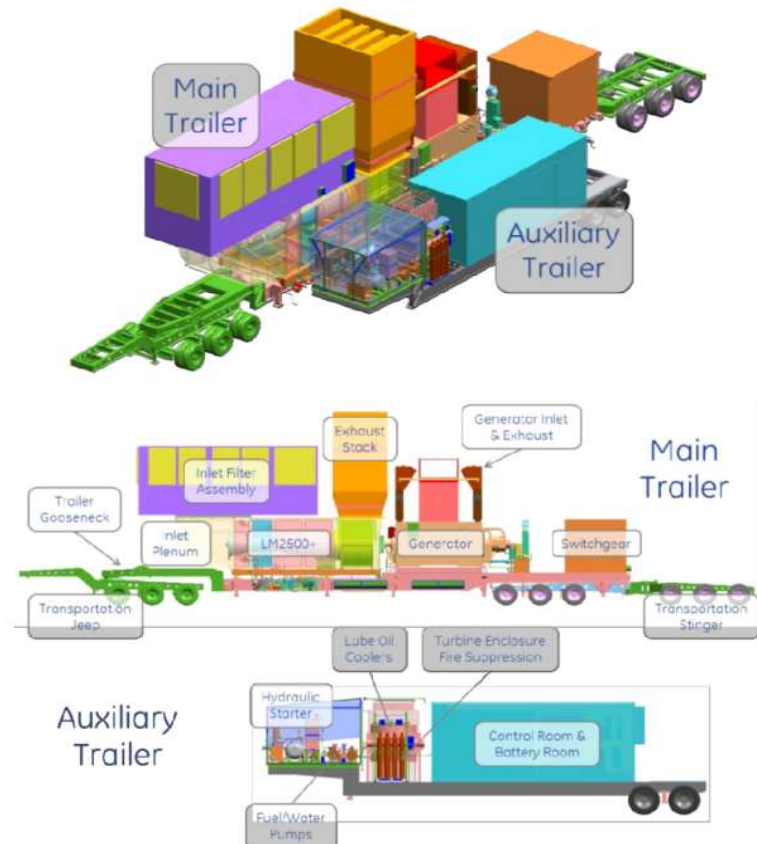 Main
Trailer
Auxiliary
Trailer
Exhaust
Stack
Generator Inlet
& Exhaust
Main
Trailer
Inlet Filter
Assembly
Trailer
Gooseneck
Inlet
Plenum
LM2500+
Generator
Switchgear
Transportation
Jeep
Transportation
Stinger
Lube Oil
Coolers
Turbine Enclosure
Fire Suppression
Auxiliary
Trailer
Hydraulic
Starter
Control Room &
Battery Room
Fuel/Water
Pumps